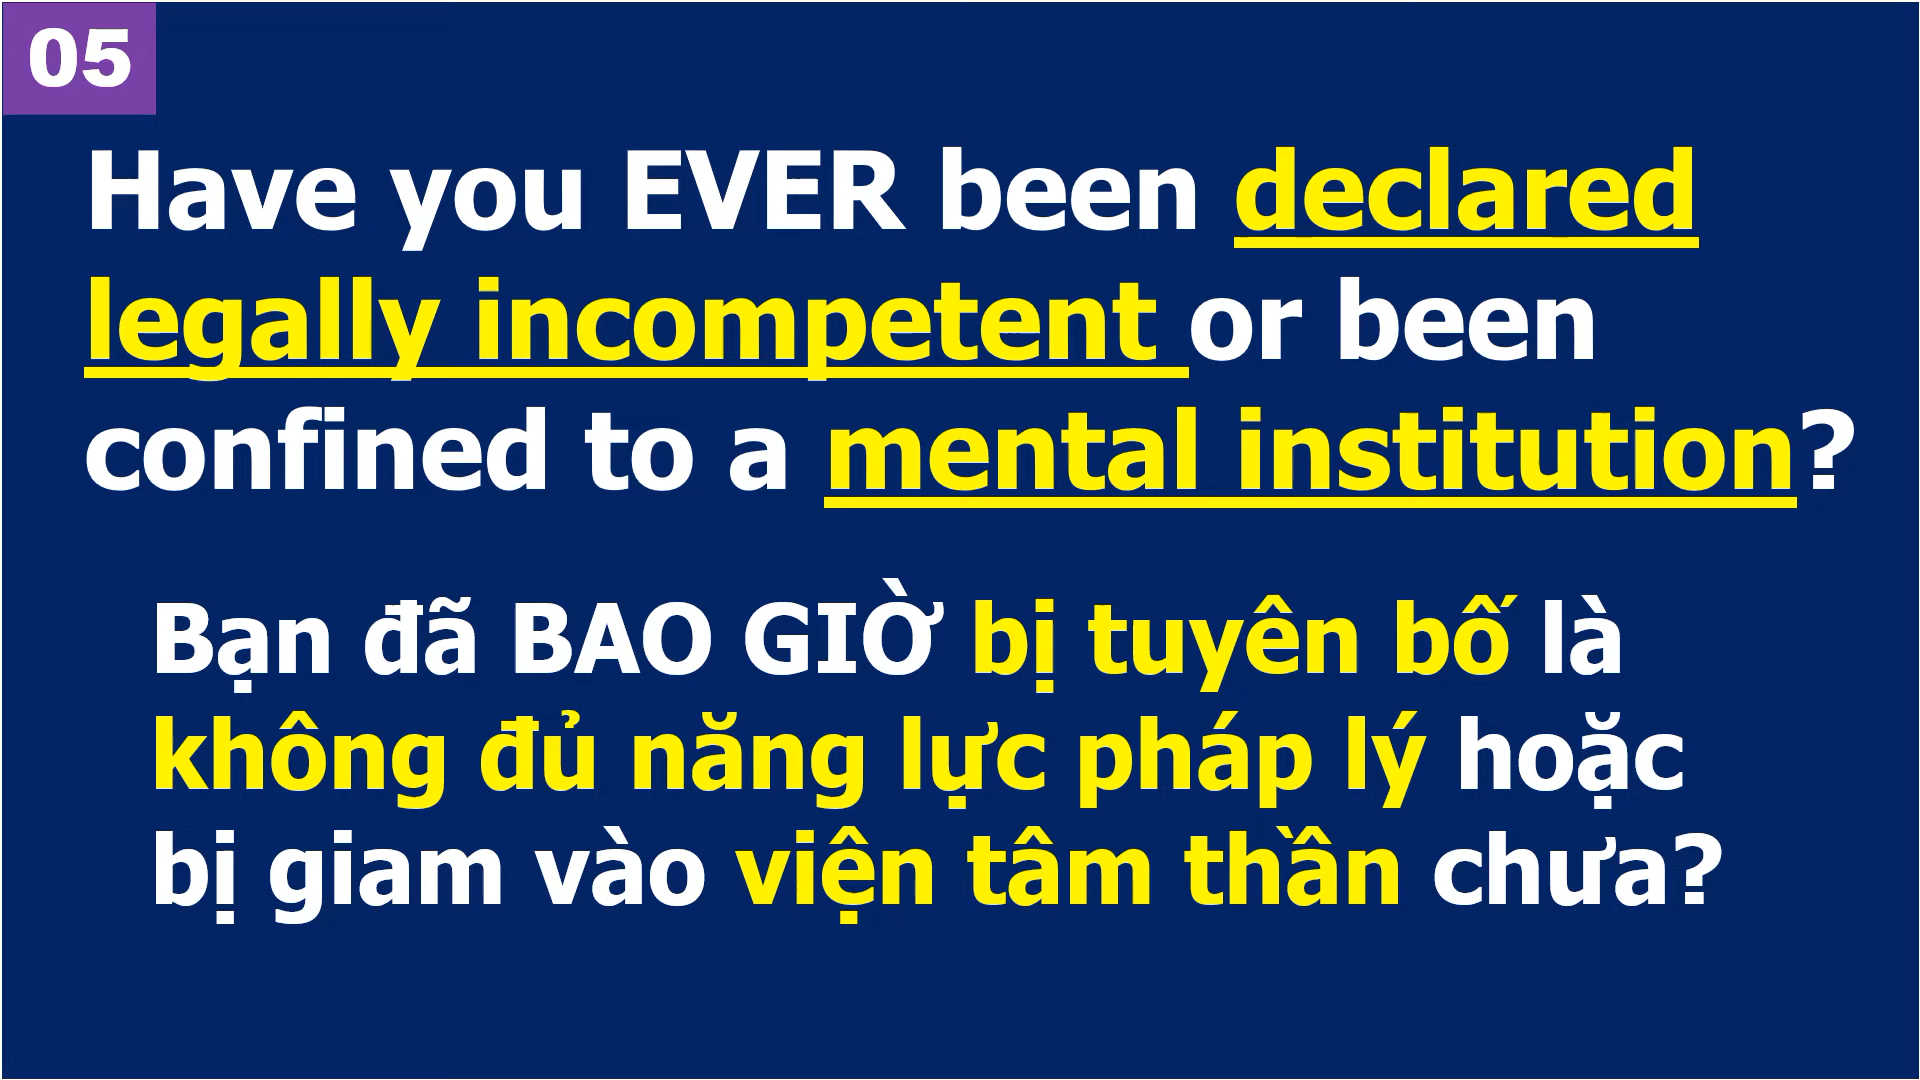 05
Have you EVER been declared
legally incompetent or been
confined to a mental institution?
Bạn đã BAO GIỜ bị tuyên bố là
không đủ năng lực pháp lý hoặc
bị giam vào viện tâm thần chưa?